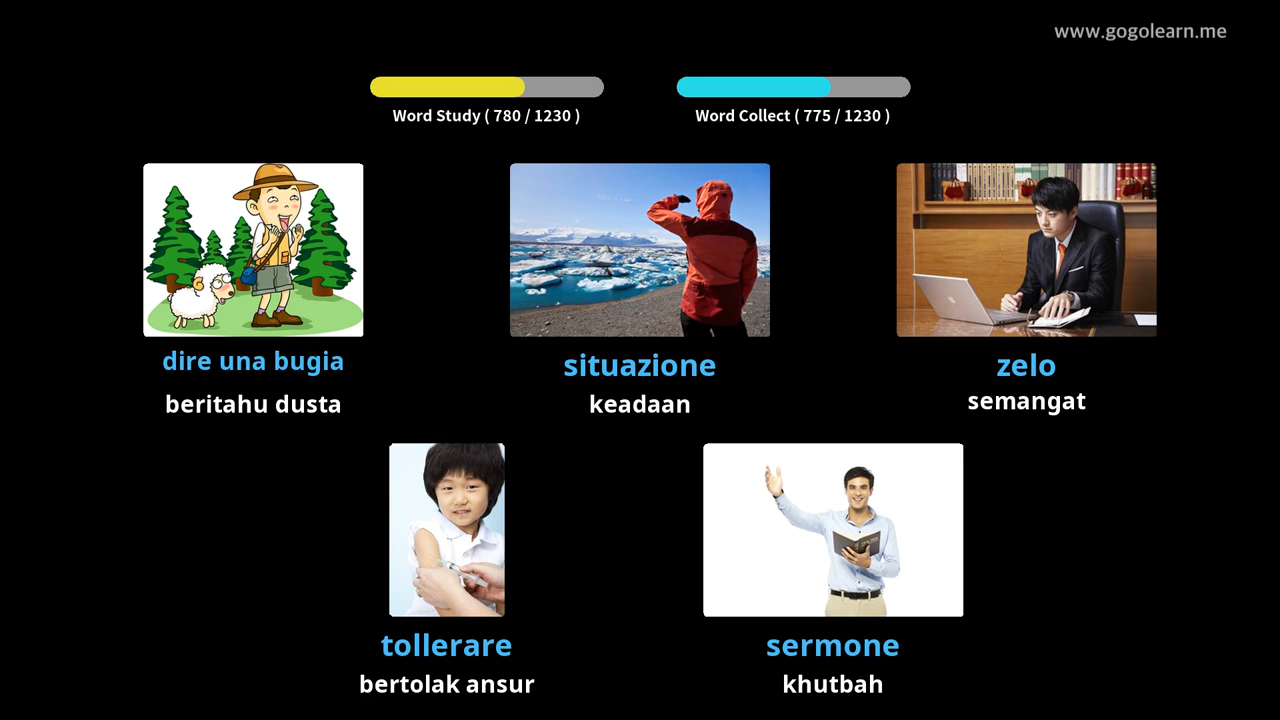 www.gogolearn.me
Word Study ( 780 / 1230 )
Word Collect ( 775 / 1230 )
dire una bugia
beritahu dusta
situazione
keadaan
zelo
semangat
tollerare
bertolak ansur
sermone
khutbah